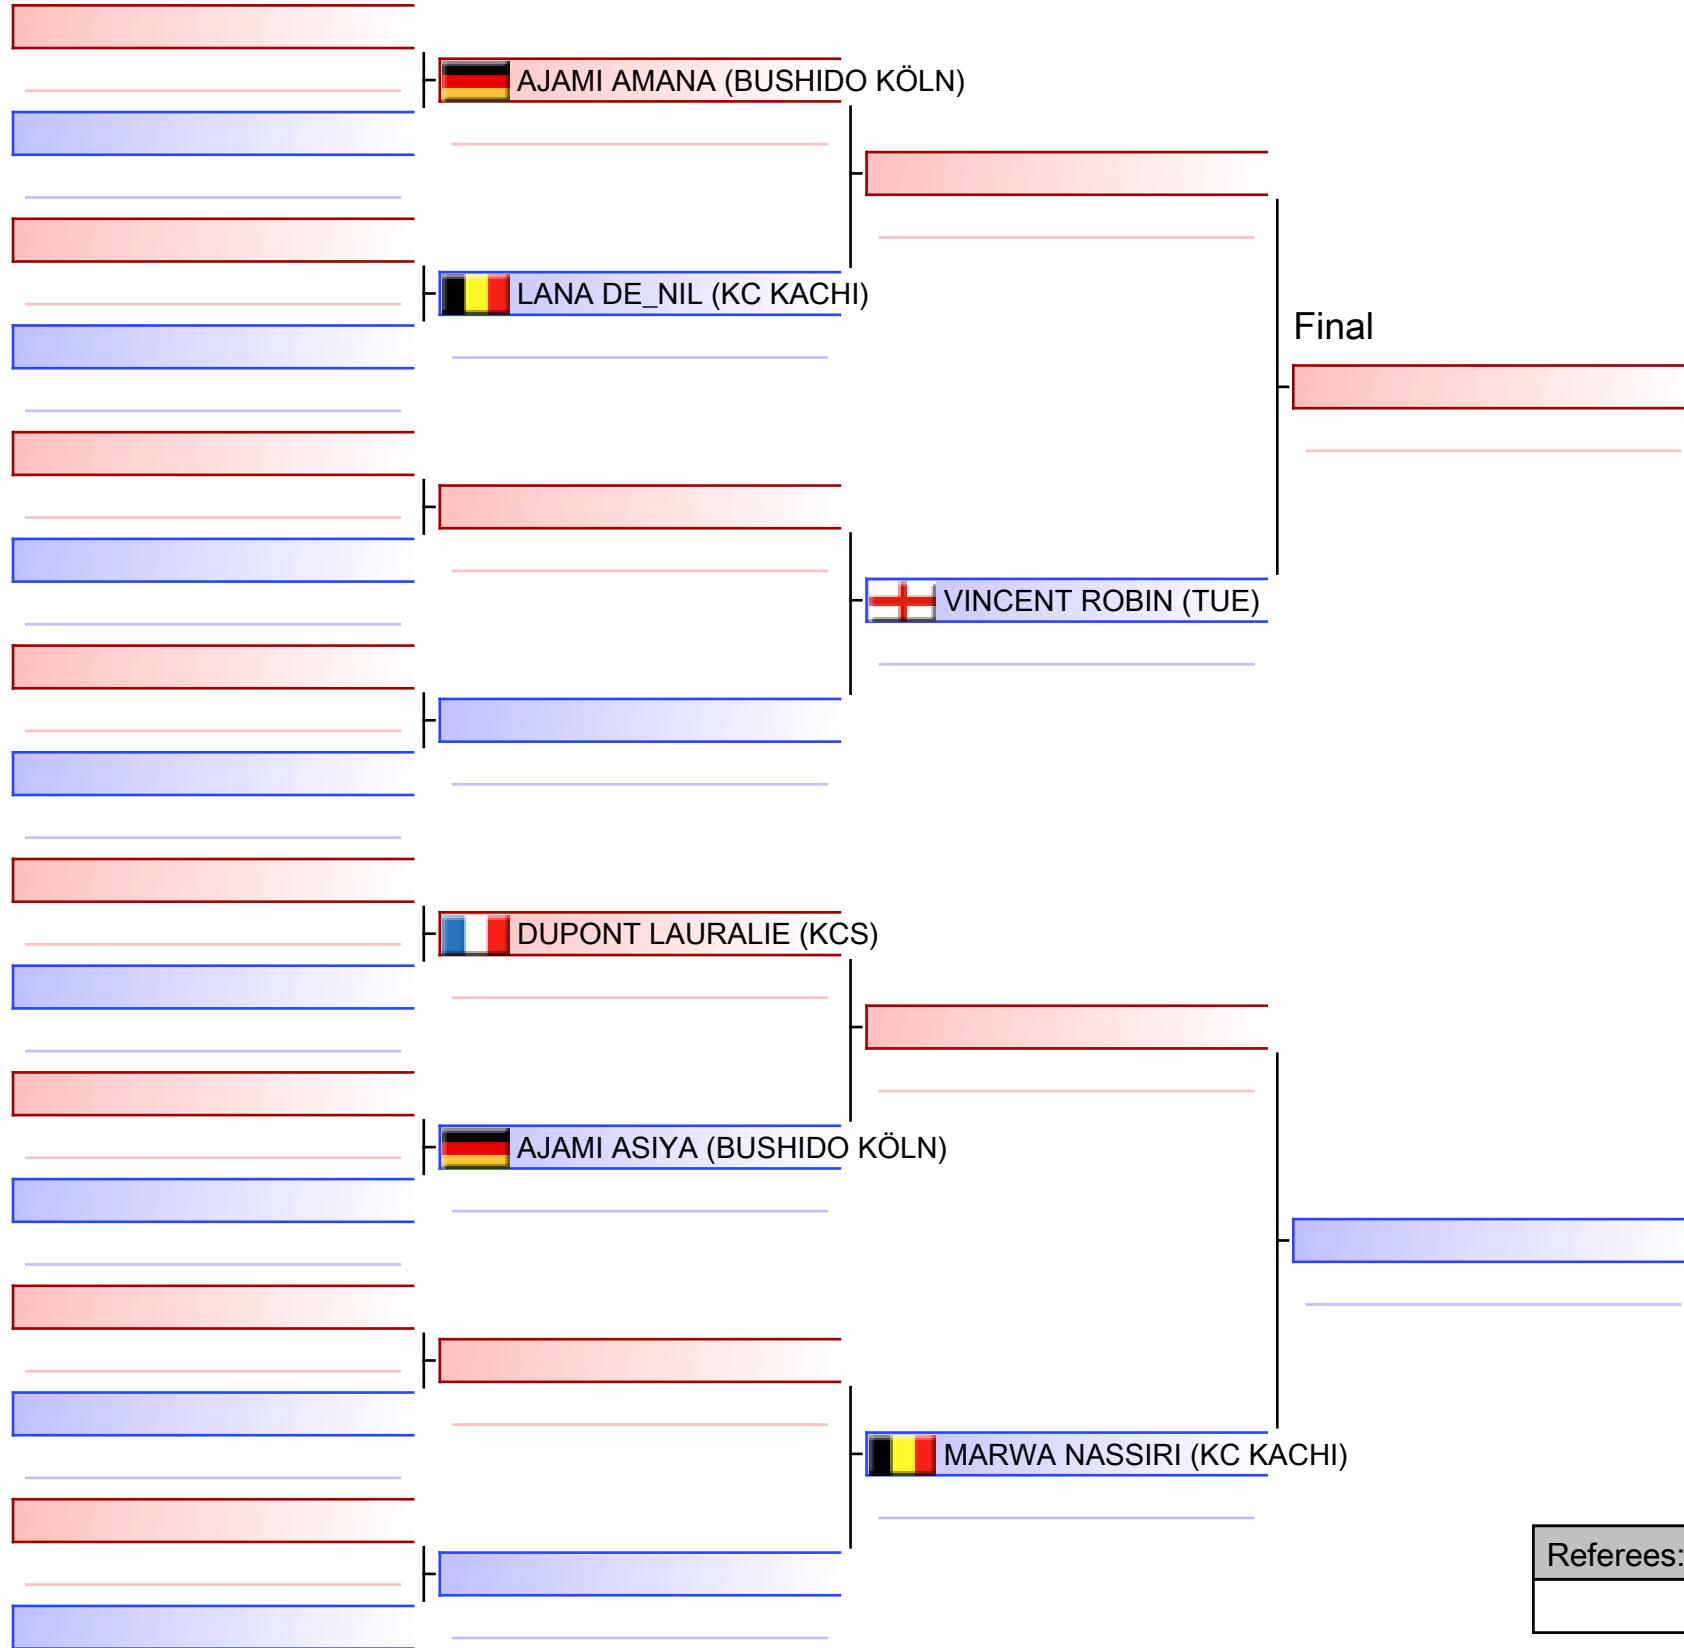 AJAMI AMANA (BUSHIDO KÖLN)
LANA DE_NIL (KC KACHI)
Final
VINCENT ROBIN (TUE)
DUPONT LAURALIE (KCS)
AJAMI ASIYA (BUSHIDO KÖLN)
MARWA NASSIRI (KC KACHI)
Referees: